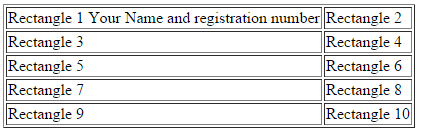 Rectangle 1 Your Name and registration number Rectangle 2
Rectangle 3 Rectangle 4
Rectangle 5 Rectangle 6
Rectangle 7 Rectangle 8
Rectangle 9 Rectangle 10